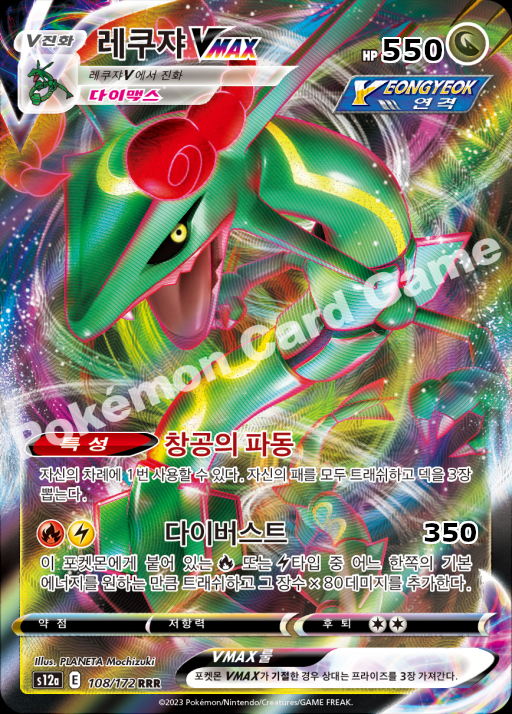 V진화
레쿠쟈 VMAX
HP 550
레쿠쟈V에서 진화
다이맥스
YEONGYEOK
연격
Pokémon Card Game
특성 창공의 파동
자신의 차례에 1번 사용할 수 있다. 자신의 패를 모두 트래쉬하고 덱을 3장
뽑는다.
다이버스트 350
이 포켓몬에게 붙어 있는 또는 타입 중 어느 한쪽의 기본
에너지를 원하는 만큼 트래쉬하고 그 장수 × 80데미지를 추가한다.
약점 저항력 후퇴
Illus. PLANETA Mochizuki
VMAX 룰
s12a E 108/172 RRR
포켓몬 VMAX가 기절한 경우 상대는 프라이즈를 3장 가져간다.
©2023 Pokémon/Nintendo/Creatures/GAME FREAK.